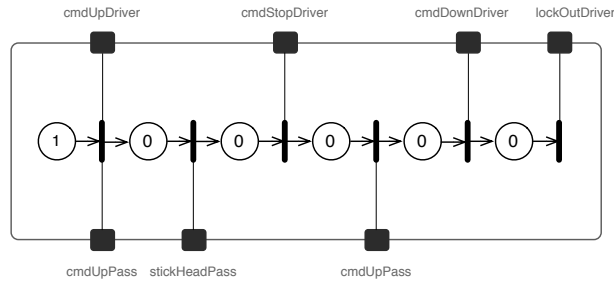 cmdUpDriver cmdStopDriver cmdDownDriver lockOutDriver
1 0 0 0 0 0
cmdUpPass stickHeadPass cmdUpPass